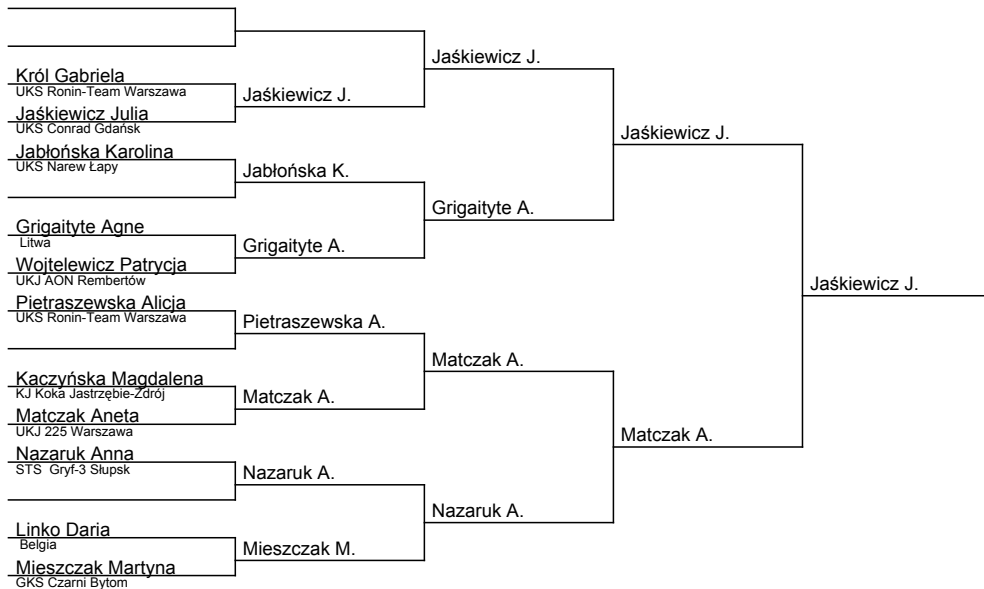 Król Gabriela
UKS Ronin-Team Warszawa
Jaśkiewicz Julia
UKS Conrad Gdańsk
Jabłońska Karolina
UKS Narew Łapy
Grigaityte Agne
Litwa
Wojtelewicz Patrycja
UKJ AON Rembertów
Pietraszewska Alicja
UKS Ronin-Team Warszawa
Kaczyńska Magdalena
KJ Koka Jastrzębie-Zdrój
Matczak Aneta
UKJ 225 Warszawa
Nazaruk Anna
STS Gryf-3 Słupsk
Linko Daria
Belgia
Mieszczak Martyna
GKS Czarni Bytom
Jaśkiewicz J.
Jabłońska K.
Grigaityte A.
Pietraszewska A.
Matczak A.
Nazaruk A.
Mieszczak M.
Jaśkiewicz J.
Grigaityte A.
Matczak A.
Nazaruk A.
Jaśkiewicz J.
Matczak A.
Jaśkiewicz J.